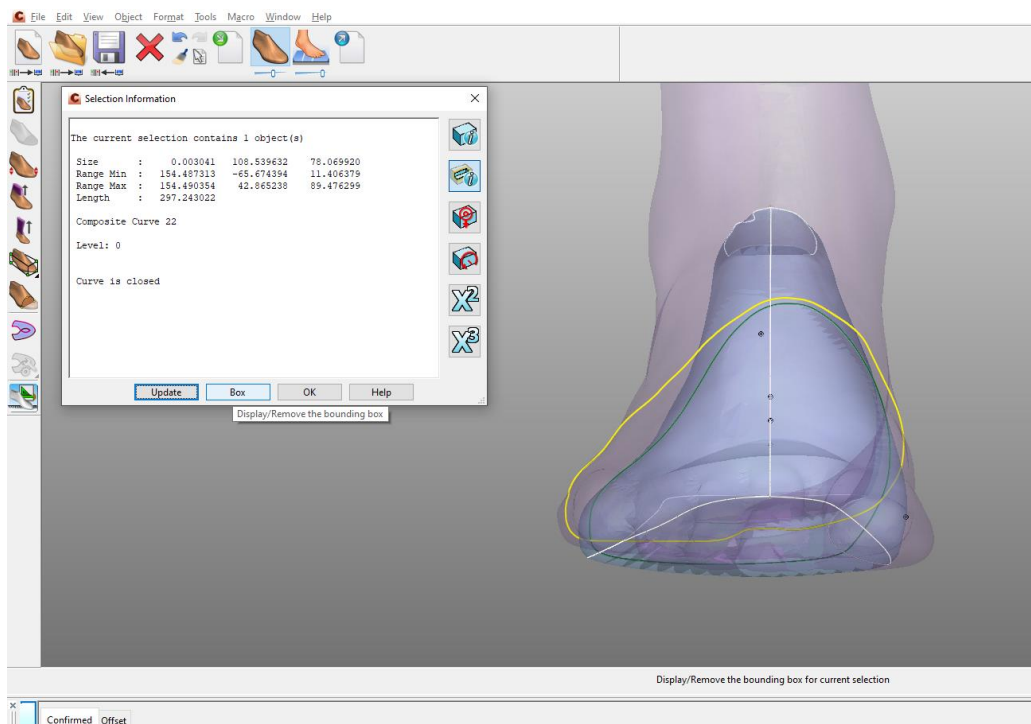 File Edit View Object Format Tools Macro Window Help
Selection Information
The current selection contains 1 object(s)
Size : 0.003041 108.539632 78.069920
Range Min : 154.487313 -65.674394 11.406379
Range Max : 154.490354 42.865238 89.476299
Length : 297.243022
Composite Curve 22
Level: 0
Curve is closed
X2
X3
Update Box OK Help
Display/Remove the bounding box
Display/Remove the bounding box for current selection
Confirmed Offset